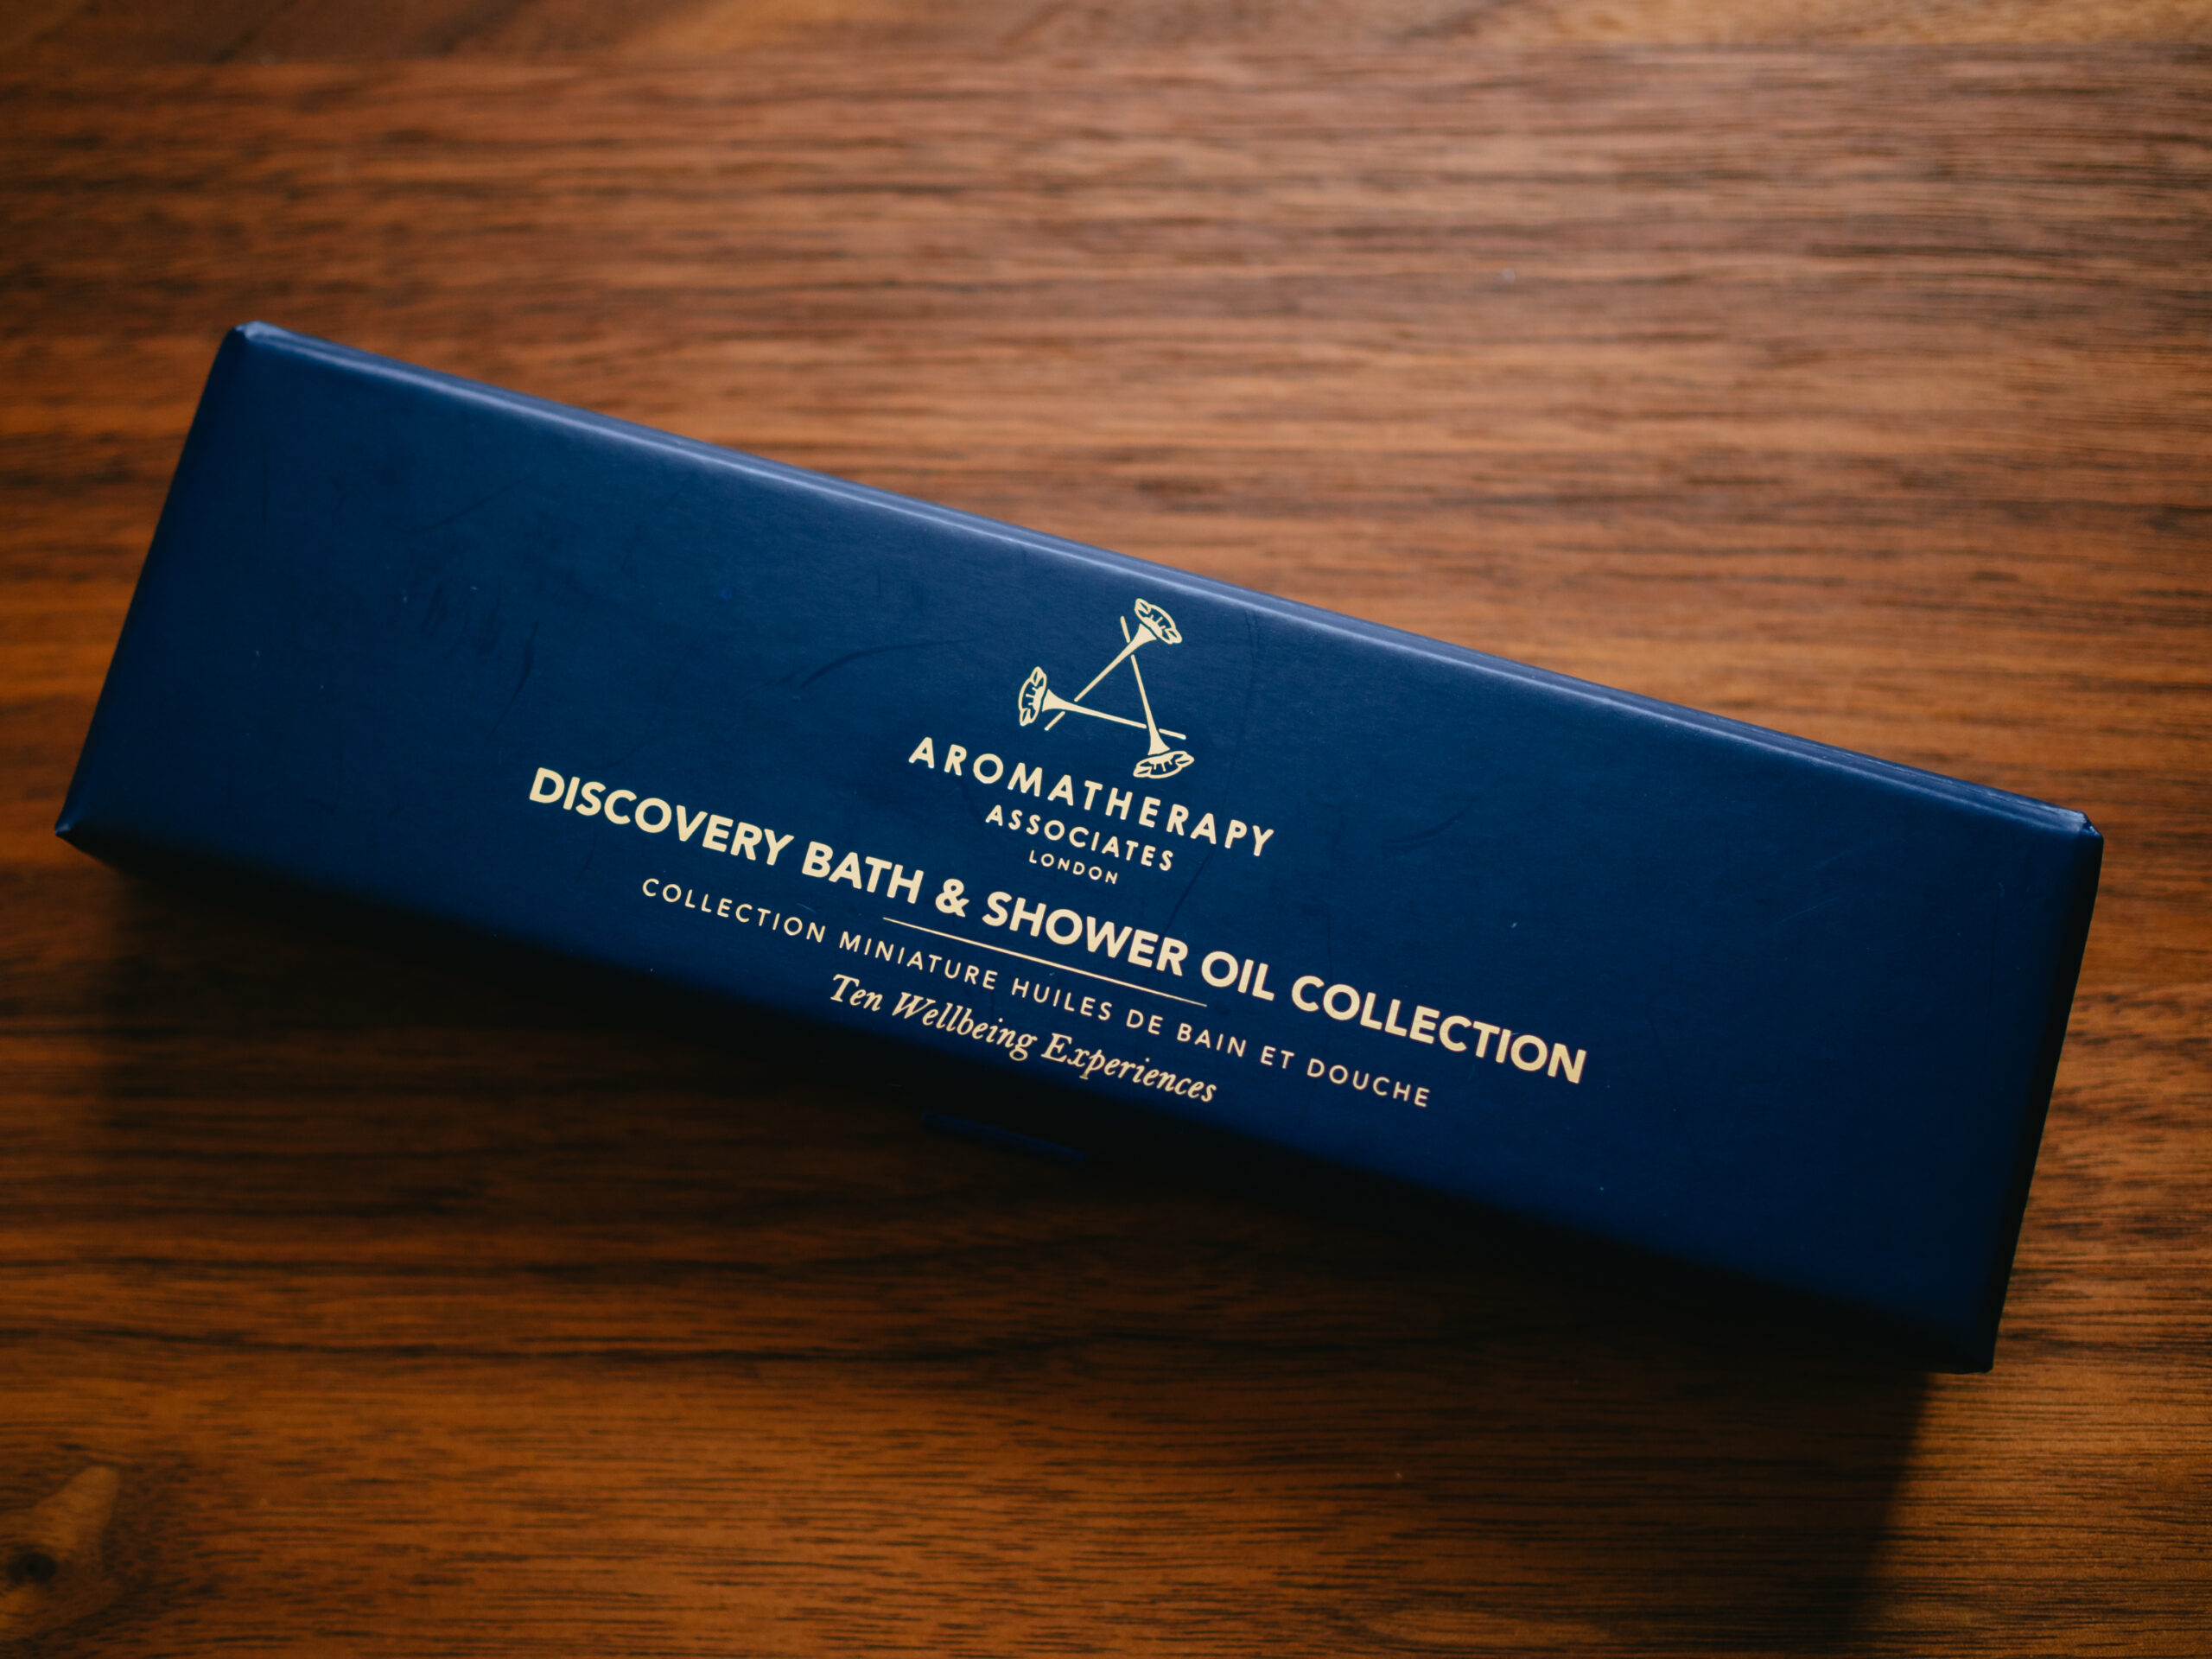 AROMATHERAPY
ASSOCIATES
LONDON
DISCOVERY BATH & SHOWER OIL COLLECTION
COLLECTION MINIATURE HUILES DE BAIN ET DOUCHE
Ten Wellbeing Experiences